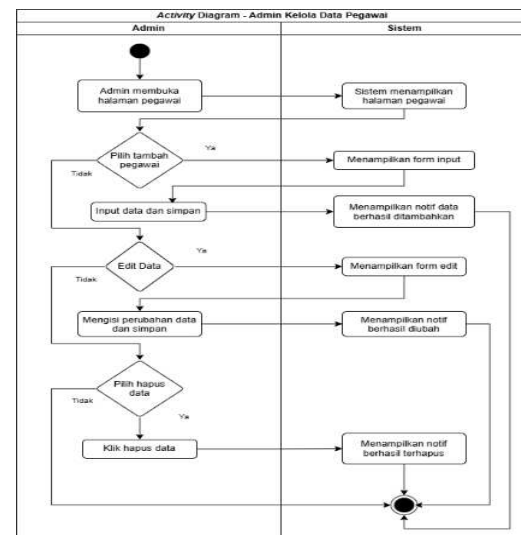 Activity Diagram - Admin Kelola Data Pegawai
Admin
Sistem
Admin membuka
halaman pegawai
Sistem menampilkan
halaman pegawai
Pilih tambah
pegawai
Ya
Tidak
Menampilkan form input
Input data dan simpan
Menampilkan notif data
berhasil ditambahkan
Edit Data
Ya
Tidak
Menampilkan form edit
Mengisi perubahan data
dan simpan
Menampilkan notif
berhasil diubah
Pilih hapus
data
Tidak
Ya
Klik hapus data
Menampilkan notif
berhasil terhapus